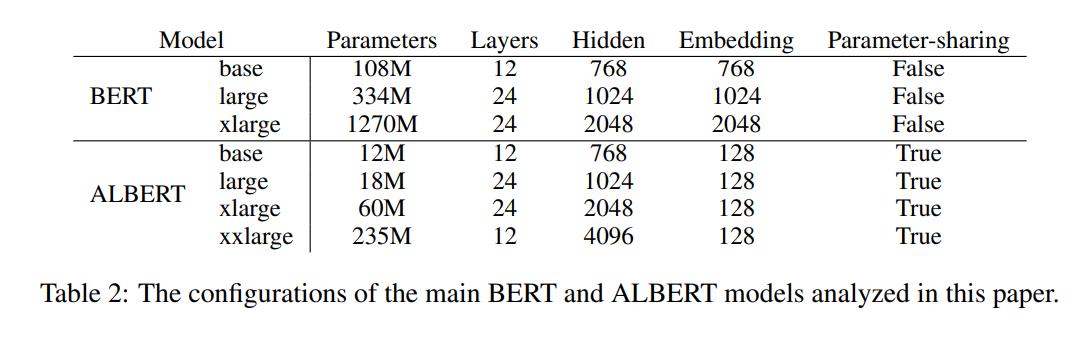 Model Parameters Layers Hidden Embedding Parameter-sharing
base 108M 12 768 768 False
BERT large 334M 24 1024 1024 False
xlarge 1270M 24 2048 2048 False
base 12M 12 768 128 True
ALBERT large 18M 24 1024 128 True
xlarge 60M 24 2048 128 True
xxlarge 235M 12 4096 128 True
Table 2: The configurations of the main BERT and ALBERT models analyzed in this paper.